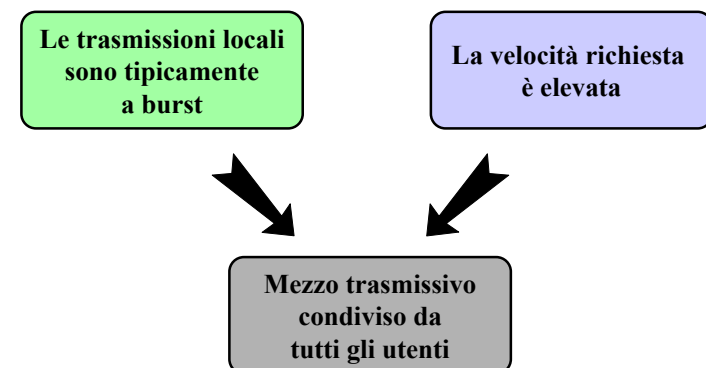 Le trasmissioni locali
sono tipicamente
a burst
La velocità richiesta
è elevata
Mezzo trasmissivo
condiviso da
tutti gli utenti